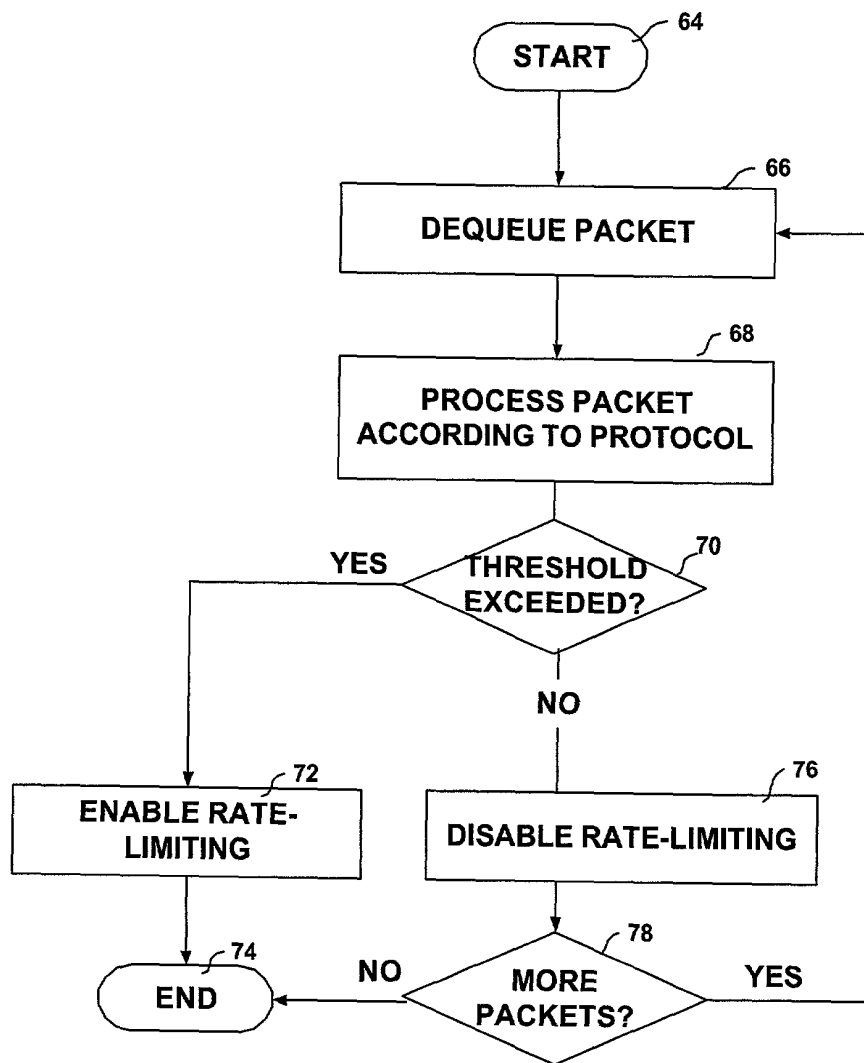 64
START
66
DEQUEUE PACKET
68
PROCESS PACKET
ACCORDING TO PROTOCOL
70
YES
THRESHOLD
EXCEEDED?
NO
72
ENABLE RATE-
LIMITING
76
DISABLE RATE-LIMITING
74
END
78
NO
MORE
PACKETS?
YES